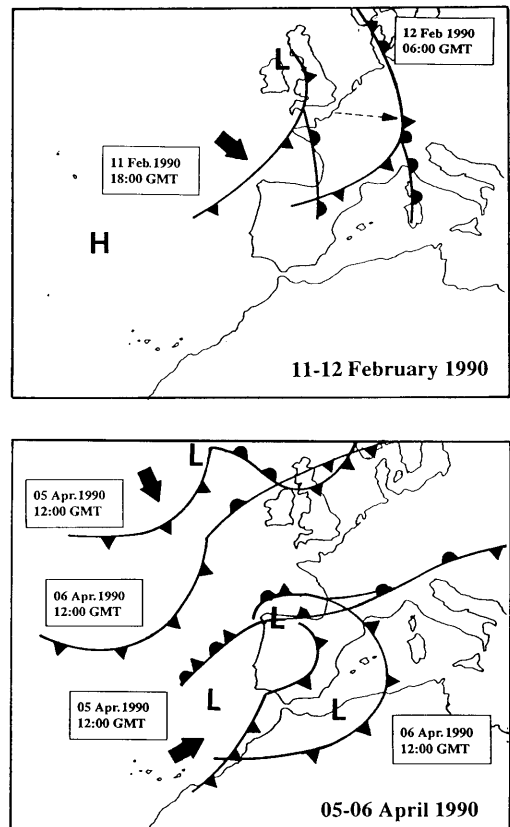 12 Feb 1990
06:00 GMT
L
11 Feb. 1990
18:00 GMT
H
11-12 February 1990
L
05 Apr. 1990
12:00 GMT
06 Apr. 1990
12:00 GMT
L
05 Apr. 1990
12:00 GMT
L
L
06 Apr. 1990
12:00 GMT
05-06 April 1990